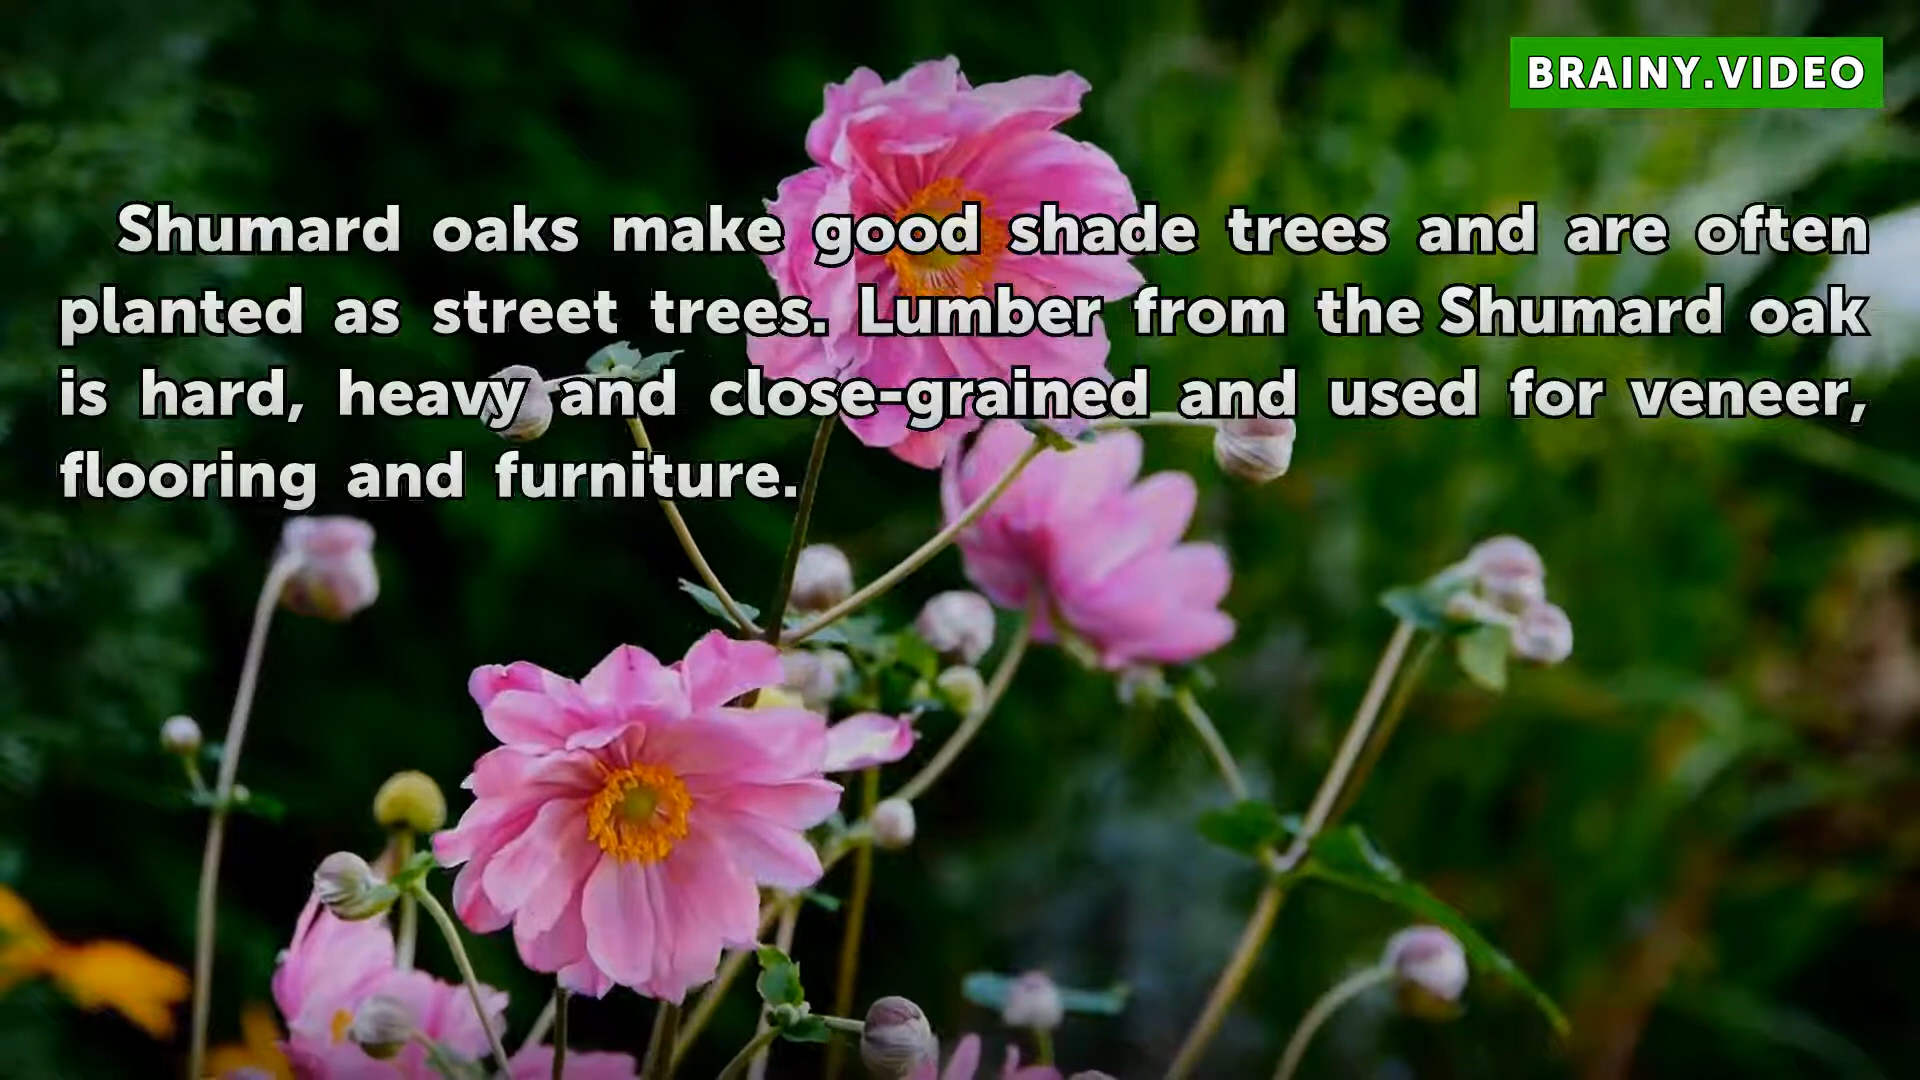 BRAINY.VIDEO
Shumard oaks make good shade trees and are often
planted as street trees. Lumber from the Shumard oak
is hard, heavy and close-grained and used for veneer,
flooring and furniture.